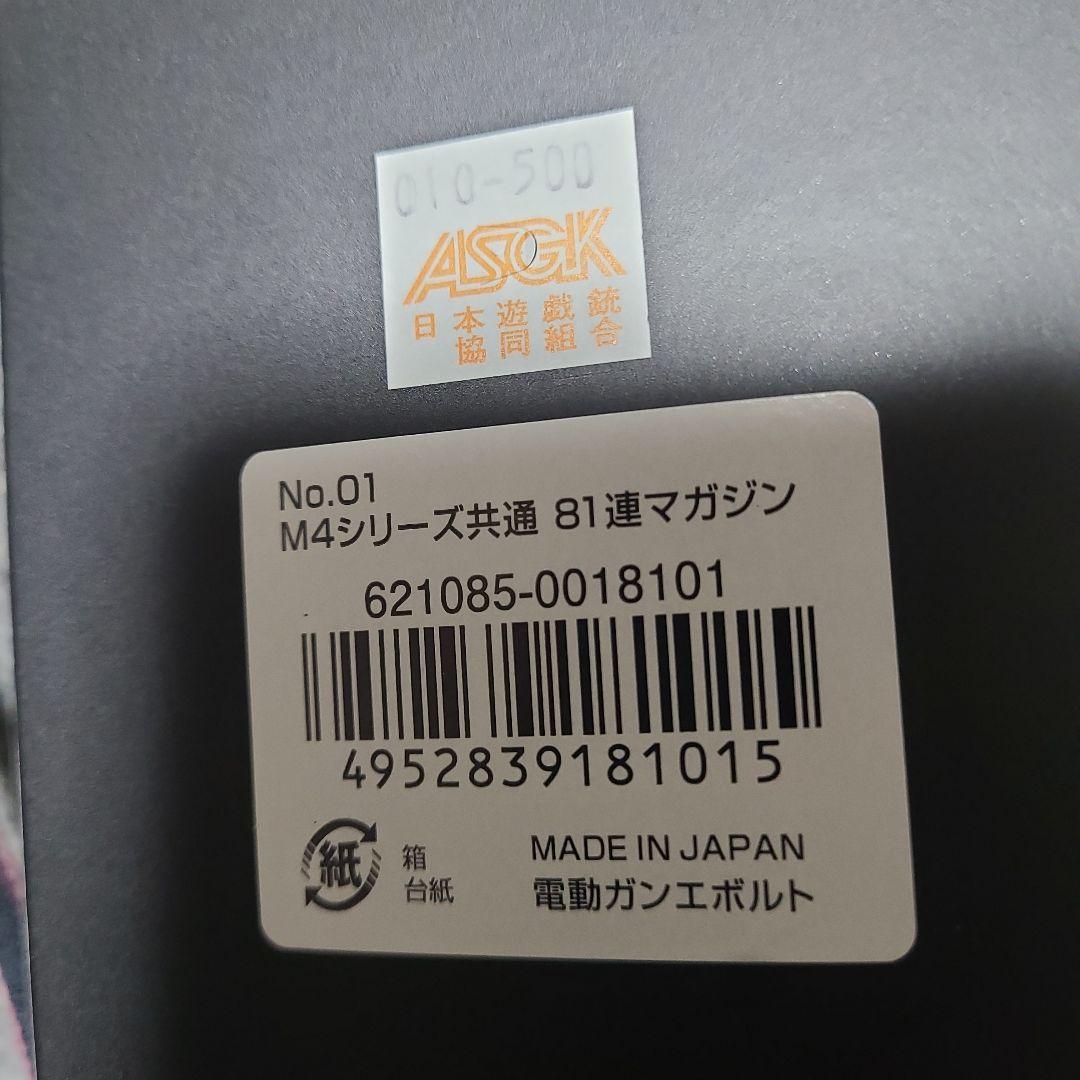 010-500
ASGK
日本遊戯銃
協同組合
No.01
M4シリーズ共通 81連マガジン
621085-0018101
4952839181015
紙
箱
台紙
MADE IN JAPAN
電動ガンエボルト